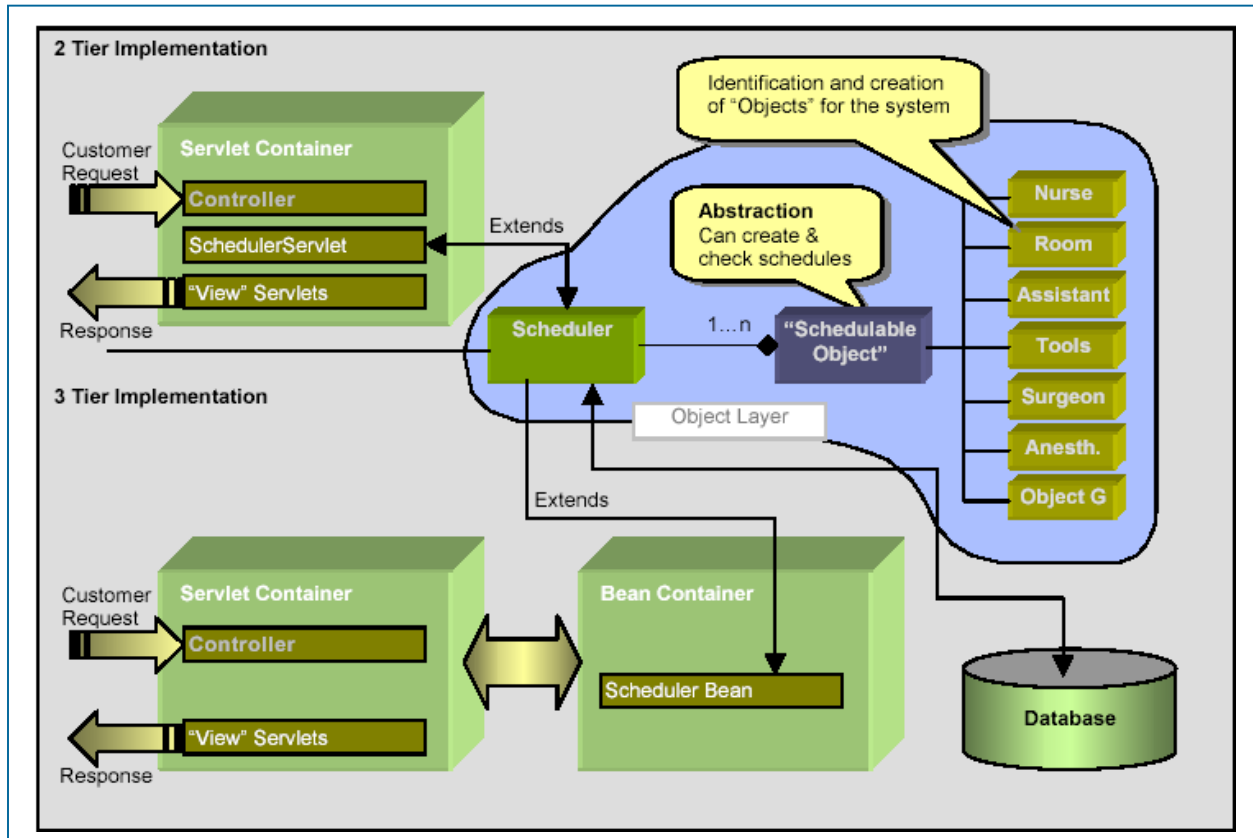 2 Tier Implementation
Identification and creation
of “Objects” for the system
Customer
Request
Servlet Container
Controller
SchedulerServlet
“View” Servlets
Response
Extends
Abstraction
Can create &
check schedules
Nurse
Room
Assistant
Tools
Surgeon
Anesth.
Object G
Scheduler
1...n
“Schedulable
Object”
Object Layer
3 Tier Implementation
Extends
Customer
Request
Servlet Container
Controller
“View” Servlets
Response
Bean Container
Scheduler Bean
Database